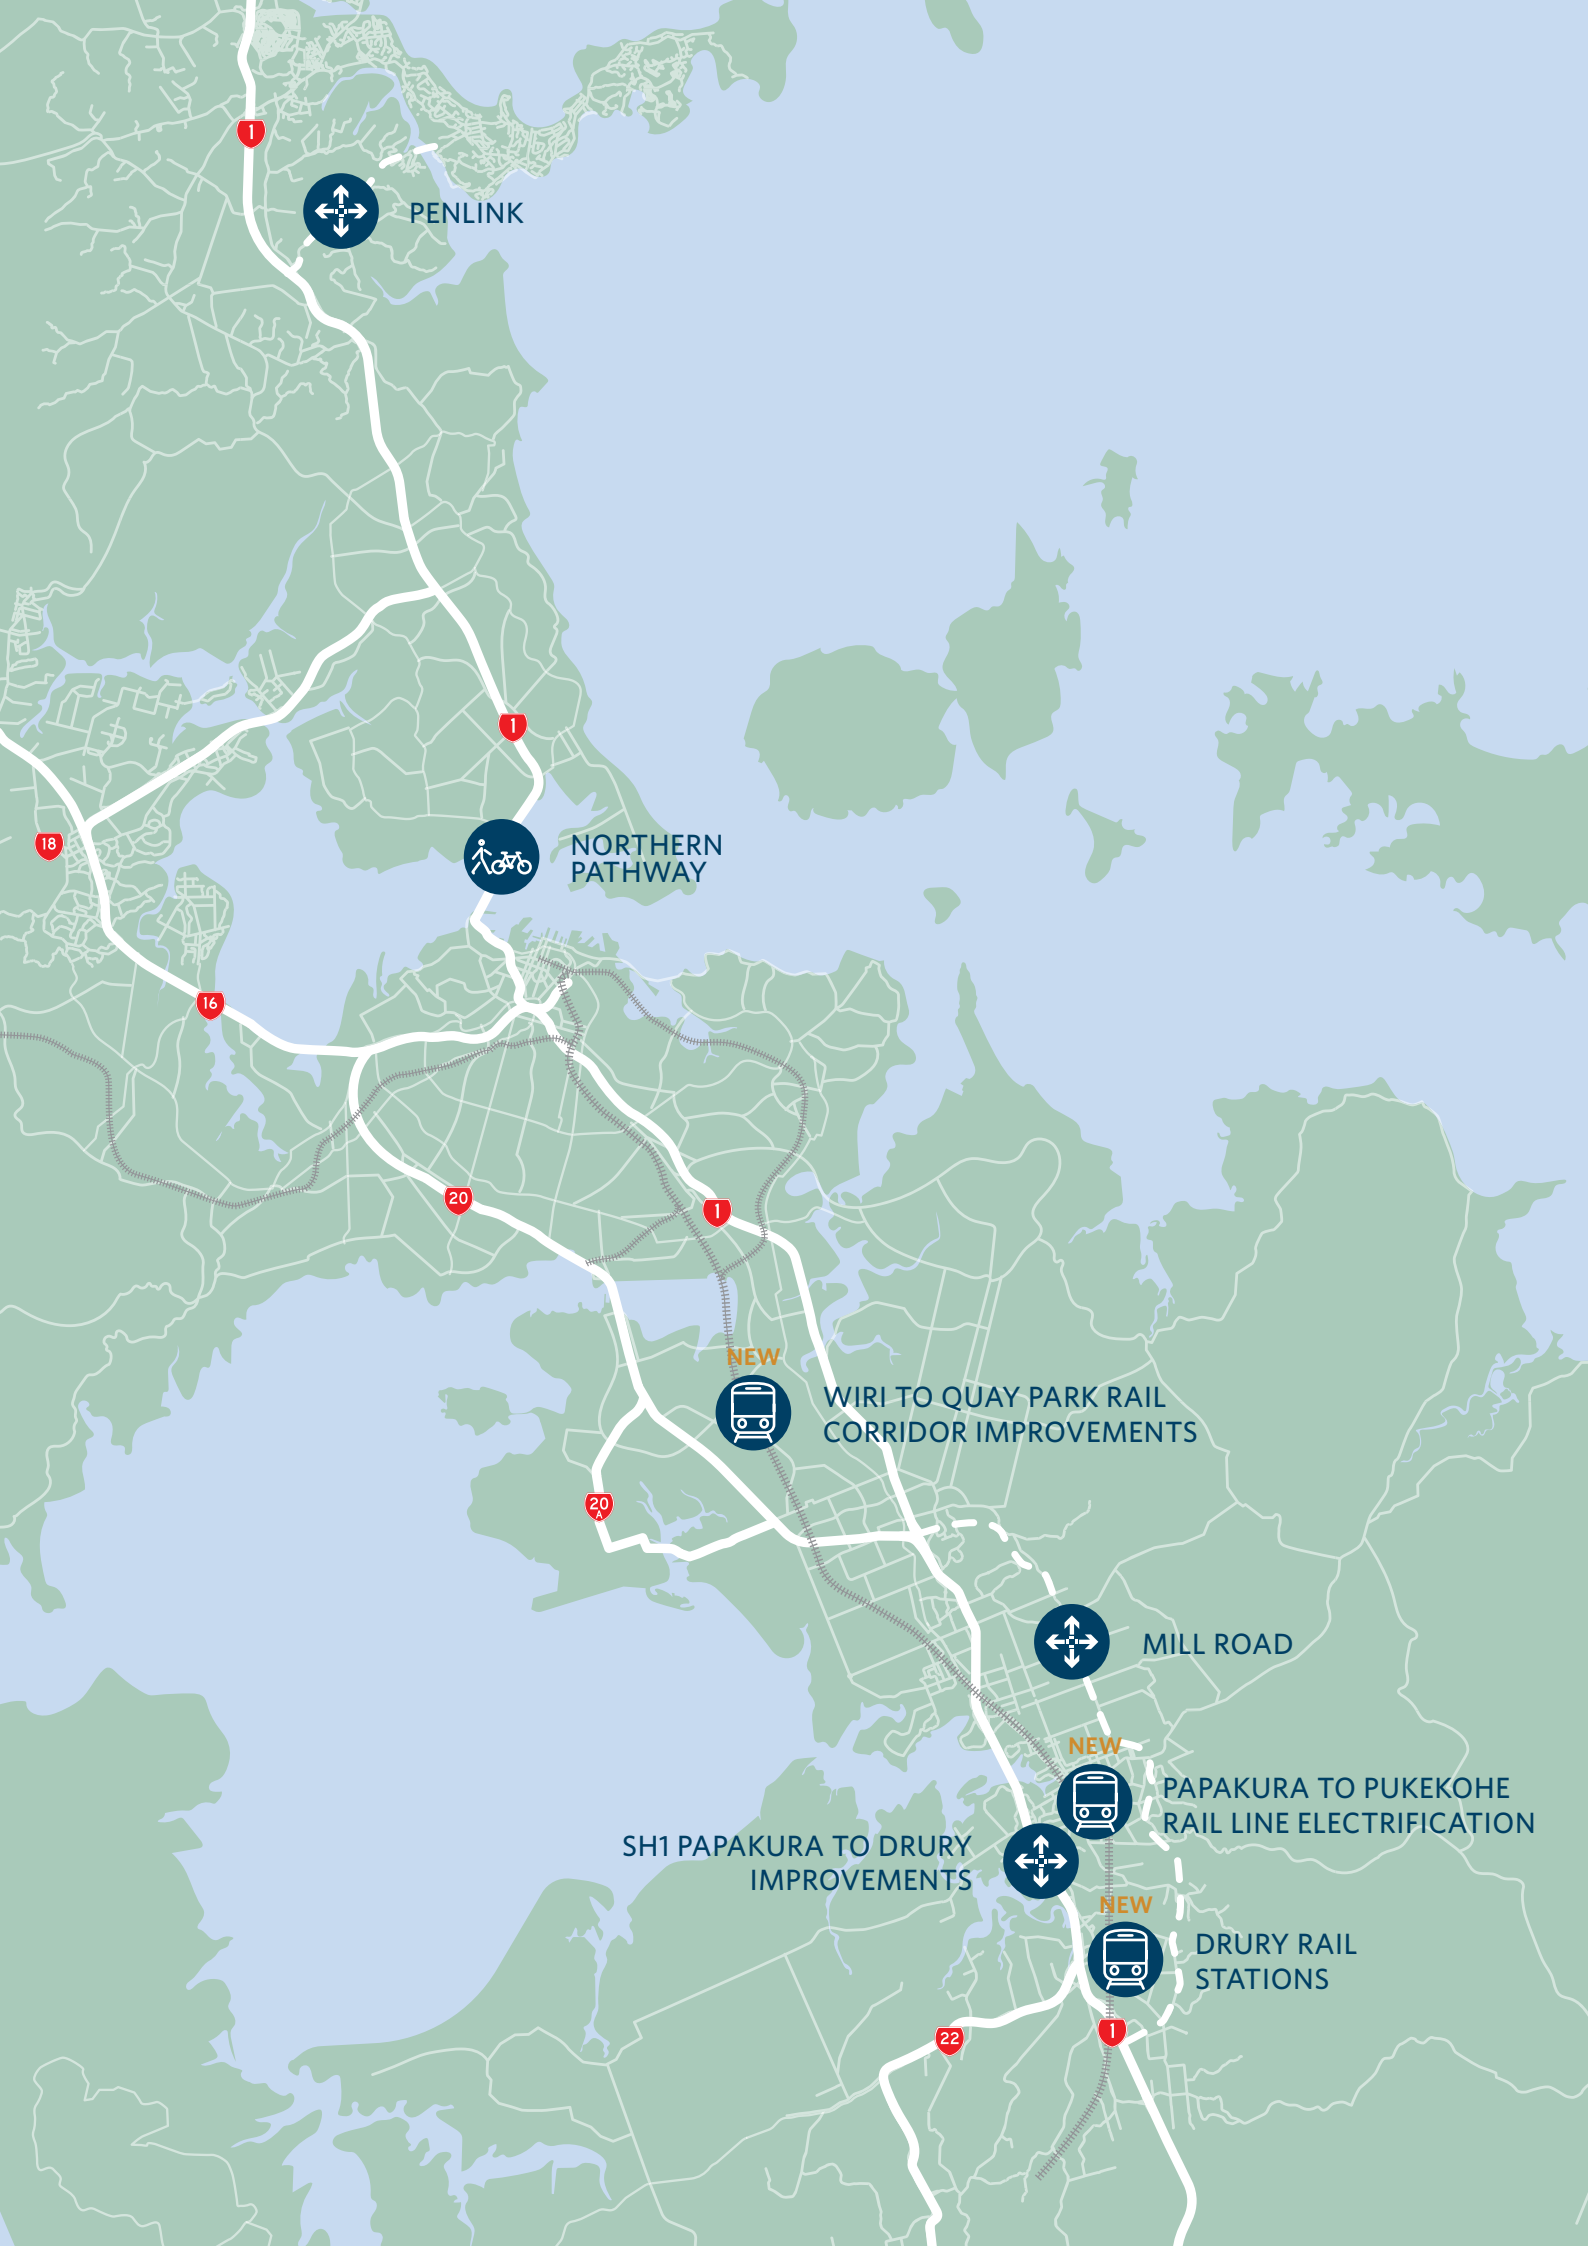 1
PENLINK
1
18
NORTHERN
PATHWAY
16
20
1
NEW
WIRI TO QUAY PARK RAIL
CORRIDOR IMPROVEMENTS
20
A
MILL ROAD
NEW
PAPAKURA TO PUKEKOHE
RAIL LINE ELECTRIFICATION
SH1 PAPAKURA TO DRURY
IMPROVEMENTS
NEW
DRURY RAIL
STATIONS
22
1